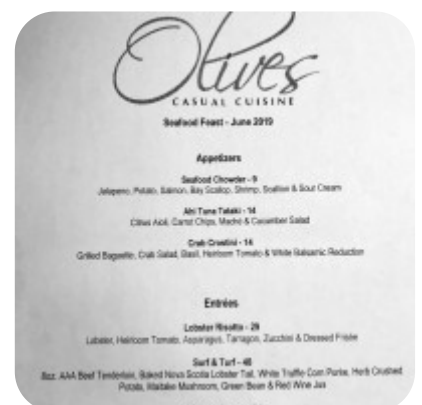 Olives
CASUAL CUISINE
Seafood Feast - June 2019
Appetizers
Seafood Chowder - 9
Jalapeno, Potato, Salmon, Bay Scallop, Shrimp, Scallion & Sour Cream
Ahi Tuna Tataki - 14
Citrus Aioli, Carrot Chips, Maché & Cucumber Salad
Crab Crostini - 14
Grilled Baguette, Crab Salad, Basil, Heirloom Tomato & White Balsamic Reduction
Entrées
Lobster Risotto - 29
Lobster, Heirloom Tomato, Asparagus, Tarragon, Zucchini & Dressed Frisée
Surf & Turf - 46
8oz. AAA Beef Tenderloin, Baked Nova Scotia Lobster Tail, White Truffle Corn Purée, Herb Crushed
Potato, Maitake Mushroom, Green Bean & Red Wine Jus